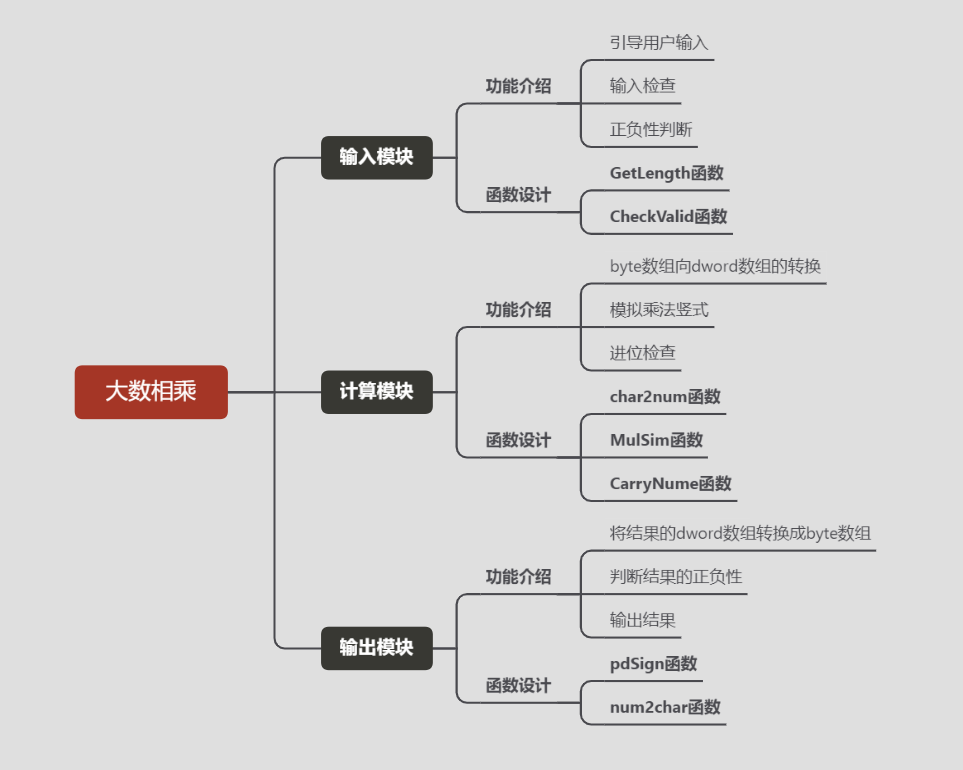 大数相乘
输入模块
功能介绍
引导用户输入
输入检查
正负性判断
函数设计
GetLength函数
CheckValid函数
计算模块
功能介绍
byte数组向dword数组的转换
模拟乘法竖式
进位检查
函数设计
char2num函数
MulSim函数
CarryNume函数
输出模块
功能介绍
将结果的dword数组转换成byte数组
判断结果的正负性
输出结果
函数设计
pdSign函数
num2char函数